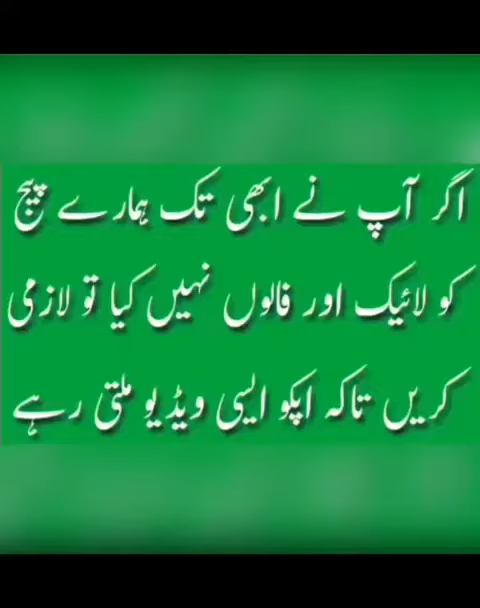 اگر آپ نے ابھی تک ہمارے پیج
کو لائیک اور فالوں نہیں کیا تو لازمی
کریں تاکہ اپکو ایسی ویڈیو ملتی رہے